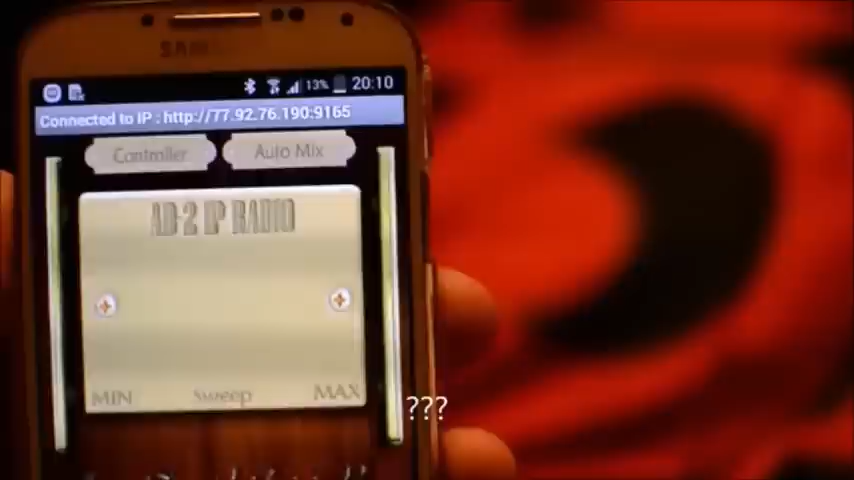 SAMSUNG
13% 20:10
Connected to IP : http://77.92.76.190:9165
Controller Auto Mix
AD-2 IP RADIO
MIN Sweep MAX
???